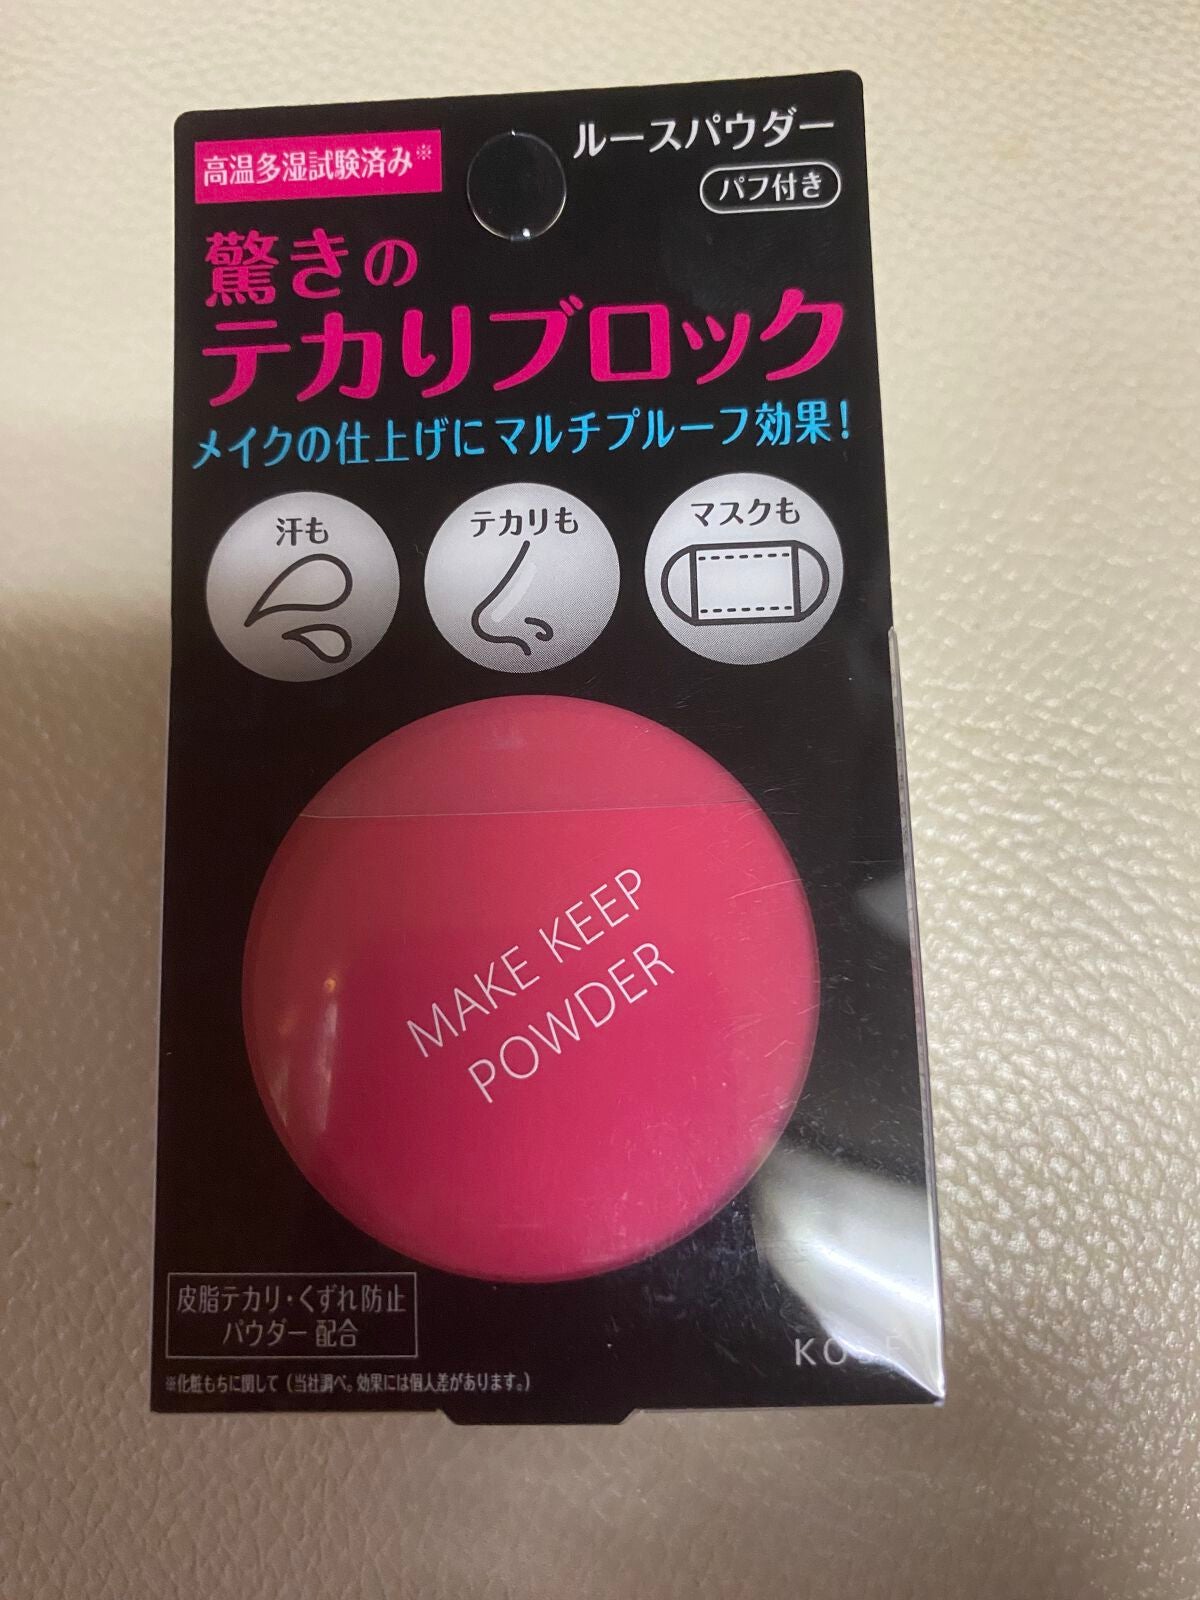 高温多湿試験済み※
ルースパウダー
パフ付き
驚きの
テカリブロック
メイクの仕上げにマルチプルーフ効果!
汗も
テカリも
マスクも
MAKE KEEP
POWDER
皮脂テカリ・くずれ防止
パウダー 配合
KOSÉ
※化粧もちに関して(当社調べ。効果には個人差があります。)